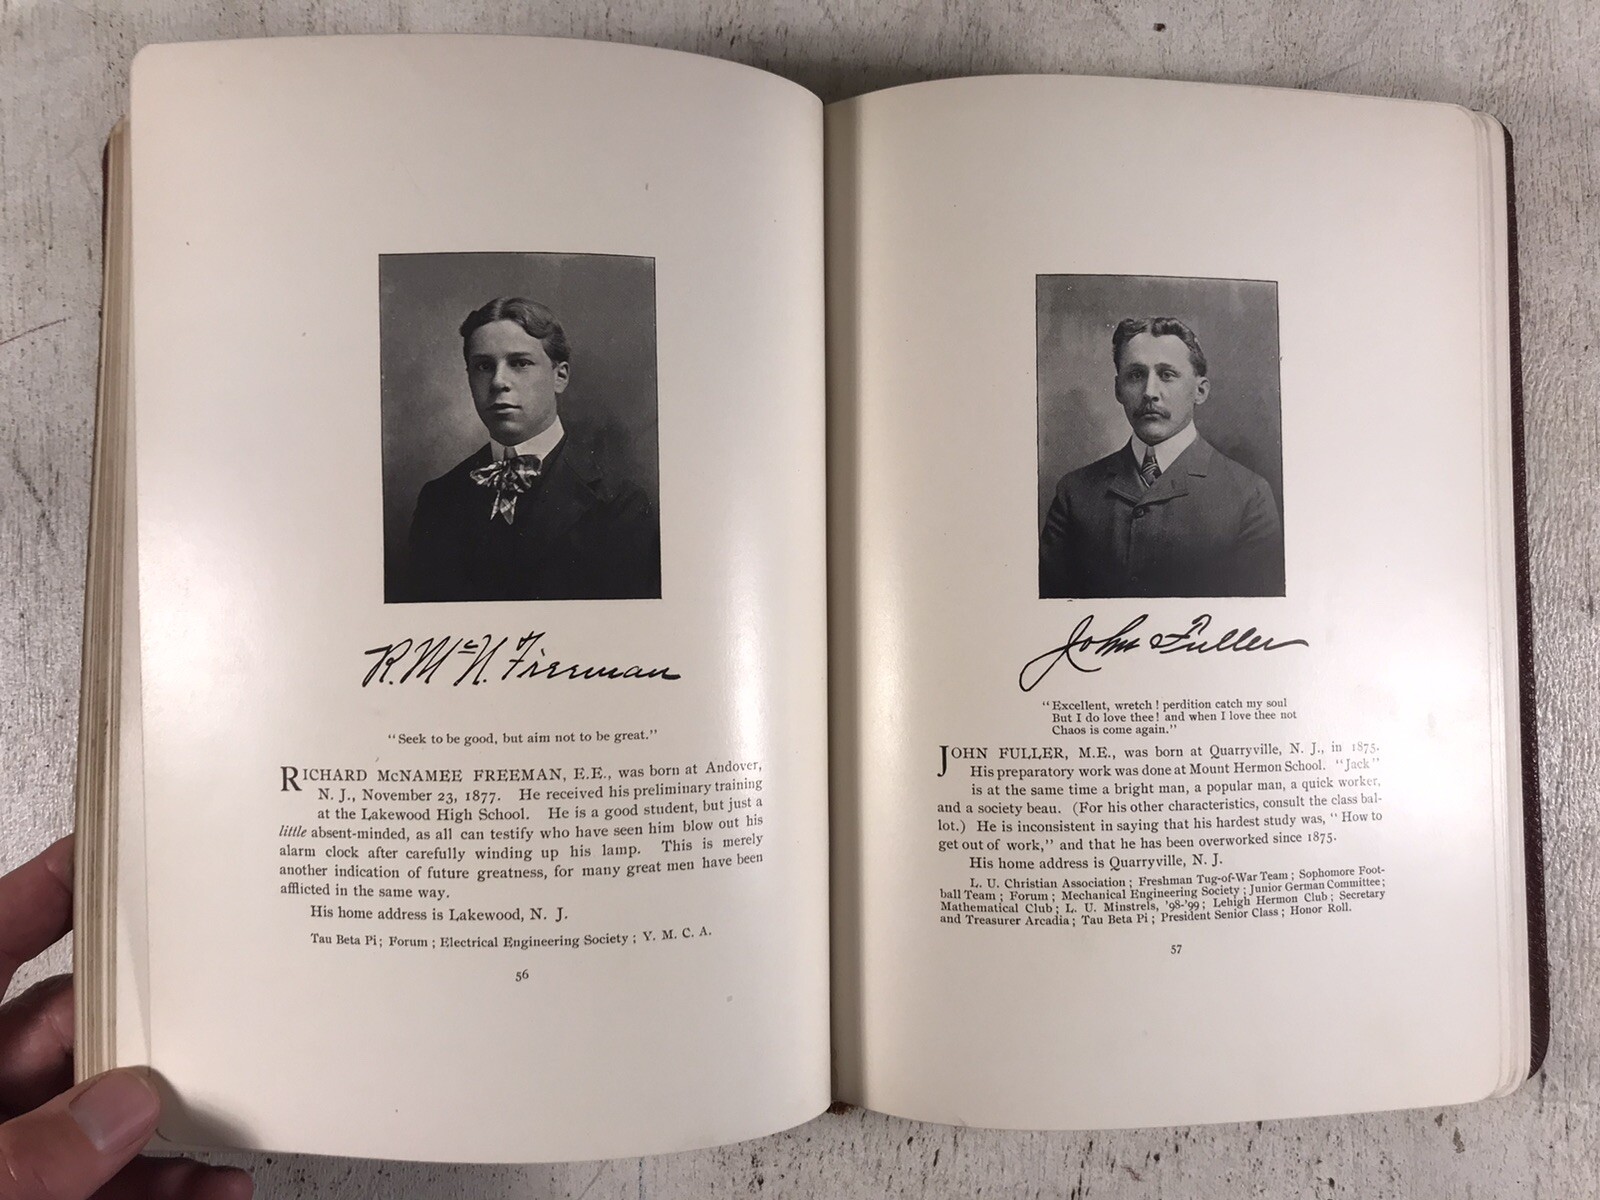 R. McN. Freeman
"Seek to be good, but aim not to be great."
RICHARD McNAMEE FREEMAN, E.E., was born at Andover,
N. J., November 23, 1877. He received his preliminary training
at the Lakewood High School. He is a good student, but just a
little absent-minded, as all can testify who have seen him blow out his
alarm clock after carefully winding up his lamp. This is merely
another indication of future greatness, for many great men have been
afflicted in the same way.
His home address is Lakewood, N. J.
Tau Beta Pi; Forum; Electrical Engineering Society; Y. M. C. A.
56
John Fuller
"Excellent, wretch! perdition catch my soul
But I do love thee! and when I love thee not
Chaos is come again."
JOHN FULLER, M.E., was born at Quarryville, N. J., in 1875.
His preparatory work was done at Mount Hermon School. "Jack"
is at the same time a bright man, a popular man, a quick worker,
and a society beau. (For his other characteristics, consult the class bal-
lot.) He is inconsistent in saying that his hardest study was, "How to
get out of work," and that he has been overworked since 1875.
His home address is Quarryville, N. J.
L. U. Christian Association; Freshman Tug-of-War Team; Sophomore Foot-
ball Team; Forum; Mechanical Engineering Society; Junior German Committee;
Mathematical Club; L. U. Minstrels, '98-'99; Lehigh Hermon Club; Secretary
and Treasurer Arcadia; Tau Beta Pi; President Senior Class; Honor Roll.
57